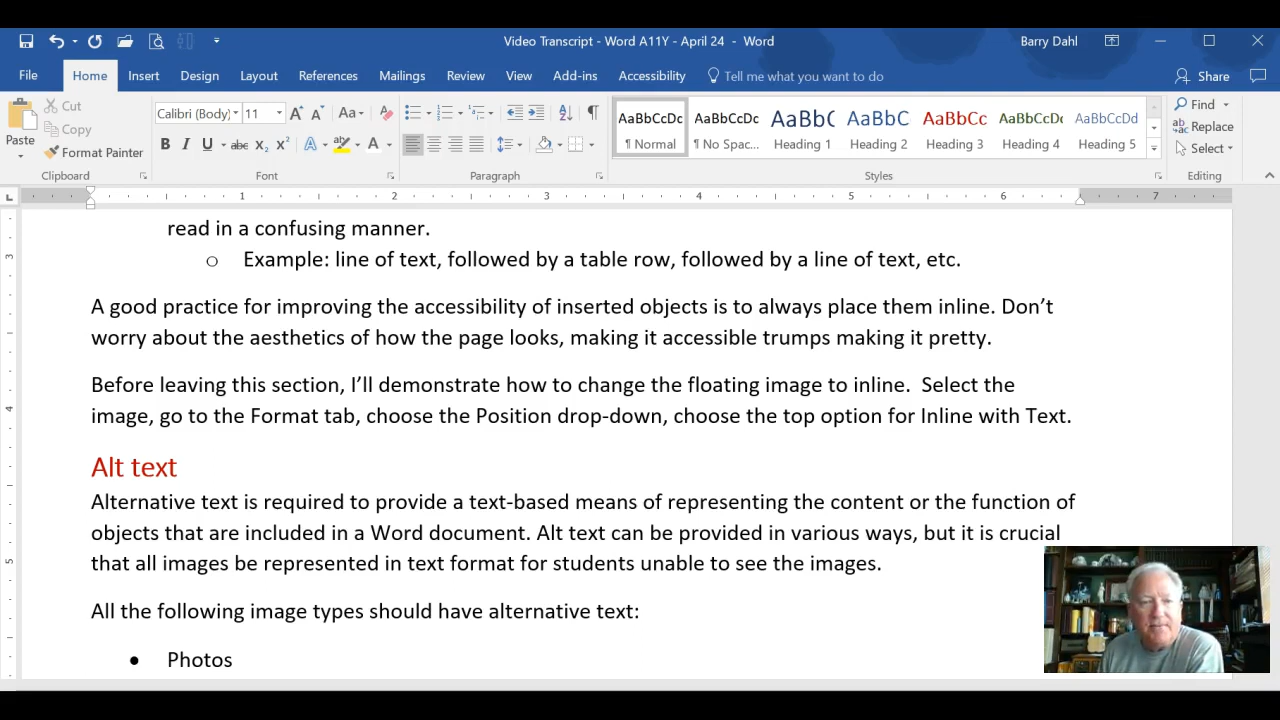 Video Transcript - Word A11Y - April 24 - Word
Barry Dahl
File Home Insert Design Layout References Mailings Review View Add-ins Accessibility Tell me what you want to do Share
Paste
Cut
Copy
Format Painter
Clipboard
Calibri (Body) 11
Font
Paragraph
AaBbCcDc AaBbCcDc AaBbC AaBbC AaBbCc AaBbCcDc AaBbCcDd
¶ Normal ¶ No Spac... Heading 1 Heading 2 Heading 3 Heading 4 Heading 5
Styles
Find
Replace
Select
Editing
1 2 3 4 5 6 7
read in a confusing manner.
o Example: line of text, followed by a table row, followed by a line of text, etc.
A good practice for improving the accessibility of inserted objects is to always place them inline. Don’t
worry about the aesthetics of how the page looks, making it accessible trumps making it pretty.
Before leaving this section, I’ll demonstrate how to change the floating image to inline.  Select the
image, go to the Format tab, choose the Position drop-down, choose the top option for Inline with Text.
Alt text
Alternative text is required to provide a text-based means of representing the content or the function of
objects that are included in a Word document. Alt text can be provided in various ways, but it is crucial
that all images be represented in text format for students unable to see the images.
All the following image types should have alternative text:
• Photos